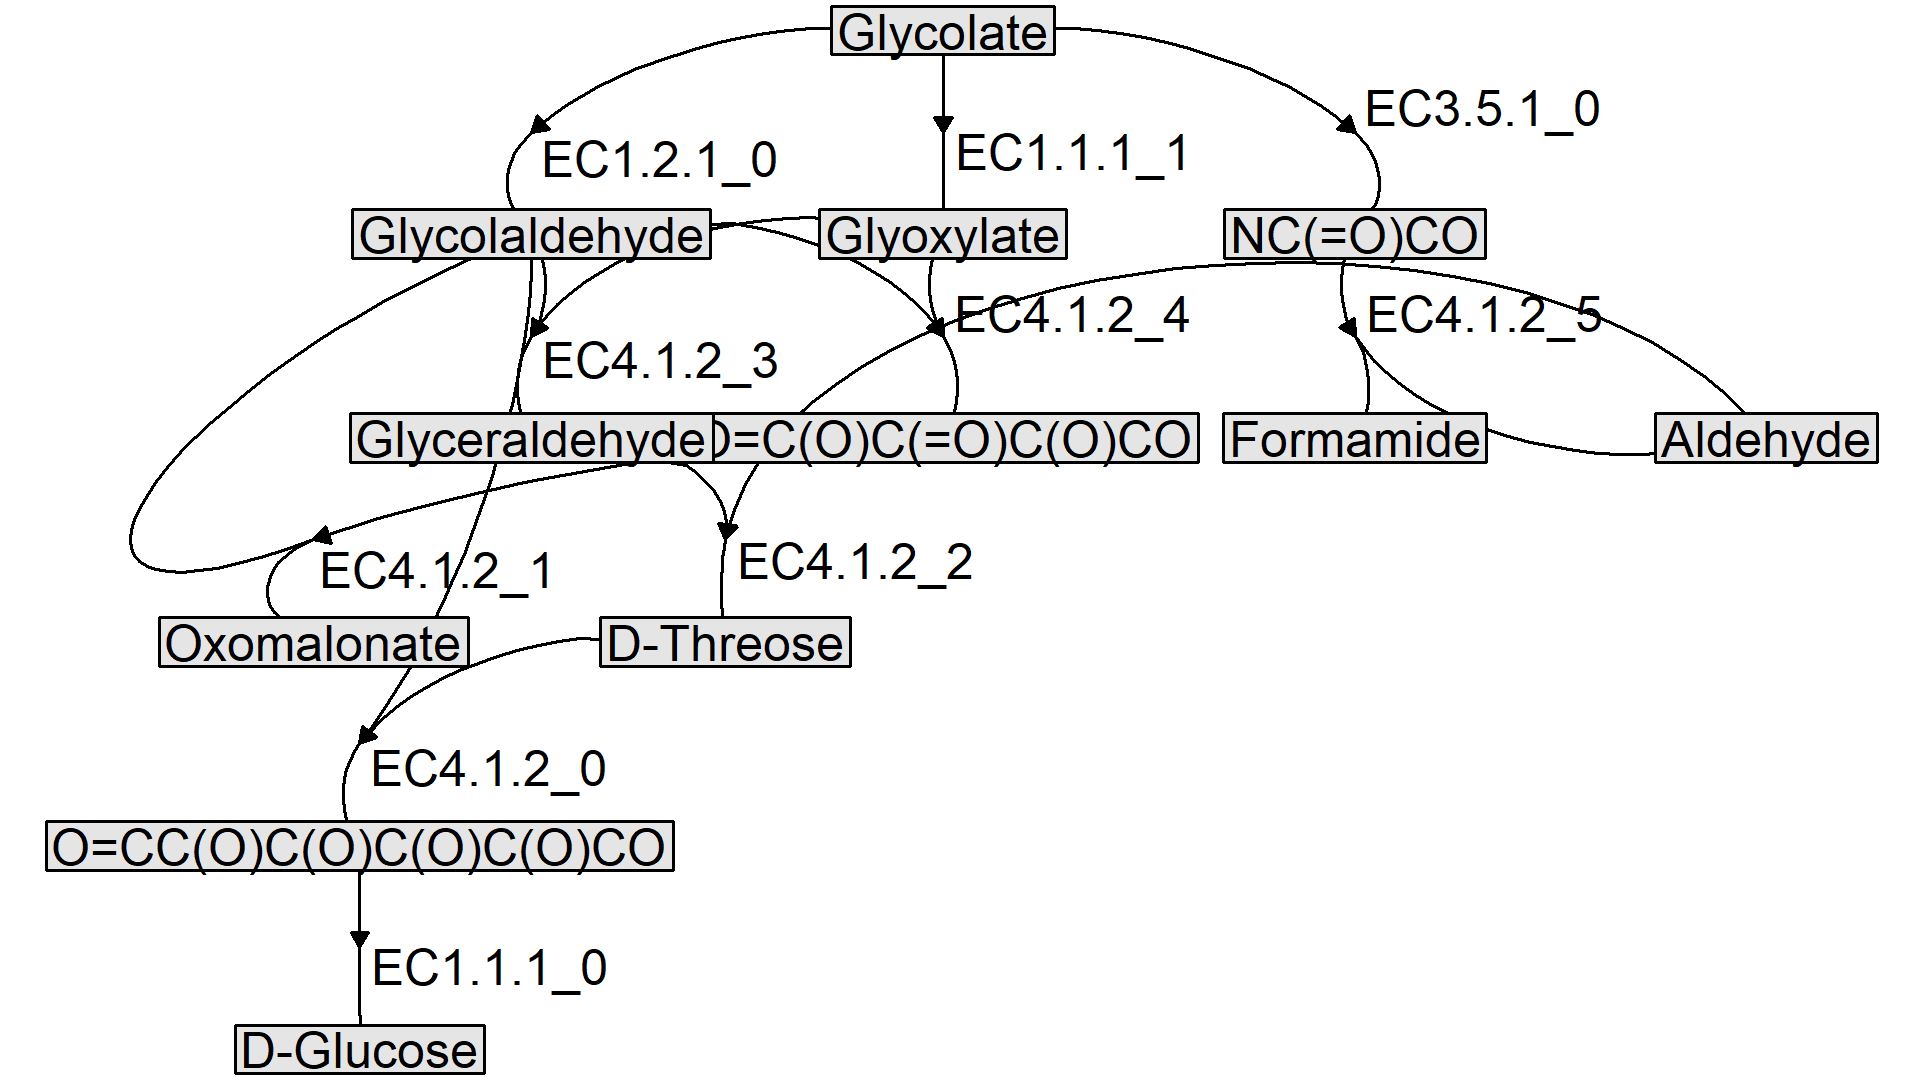 Glycolate
EC3.5.1_0
EC1.2.1_0
EC1.1.1_1
Glycolaldehyde
Glyoxylate
NC(=O)CO
EC4.1.2_4
EC4.1.2_5
EC4.1.2_3
Glyceraldehyde
O=C(O)C(=O)C(O)CO
Formamide
Aldehyde
EC4.1.2_1
EC4.1.2_2
Oxomalonate
D-Threose
EC4.1.2_0
O=CC(O)C(O)C(O)C(O)CO
EC1.1.1_0
D-Glucose